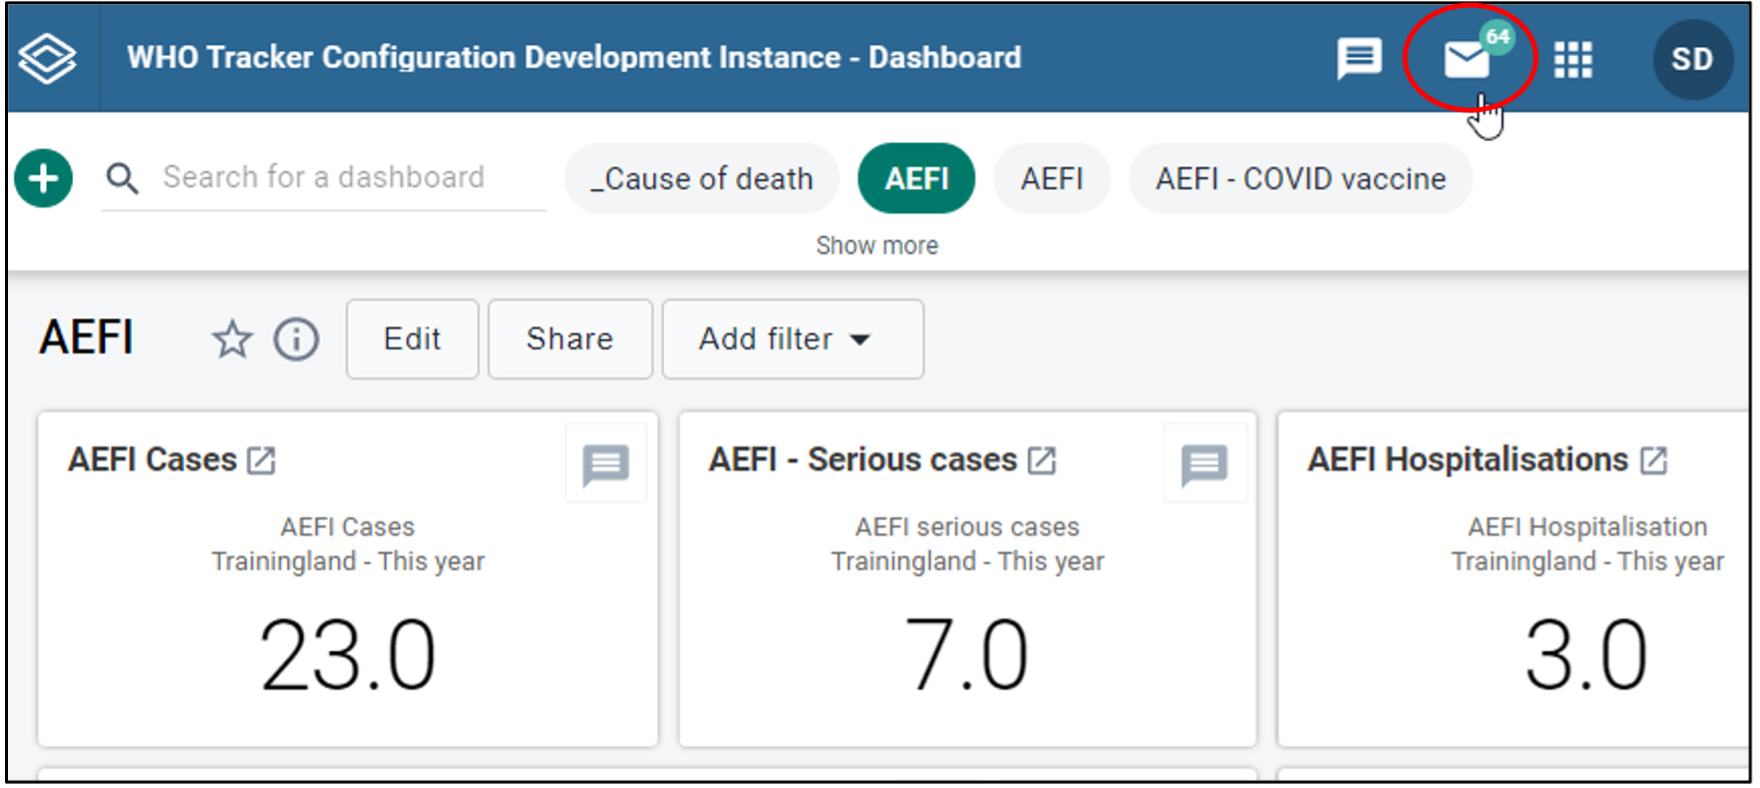 WHO Tracker Configuration Development Instance - Dashboard
64
SD
Search for a dashboard
_Cause of death
AEFI
AEFI
AEFI - COVID vaccine
Show more
AEFI
Edit
Share
Add filter
AEFI Cases
AEFI Cases
Trainingland - This year
23.0
AEFI - Serious cases
AEFI serious cases
Trainingland - This year
7.0
AEFI Hospitalisations
AEFI Hospitalisation
Trainingland - This year
3.0